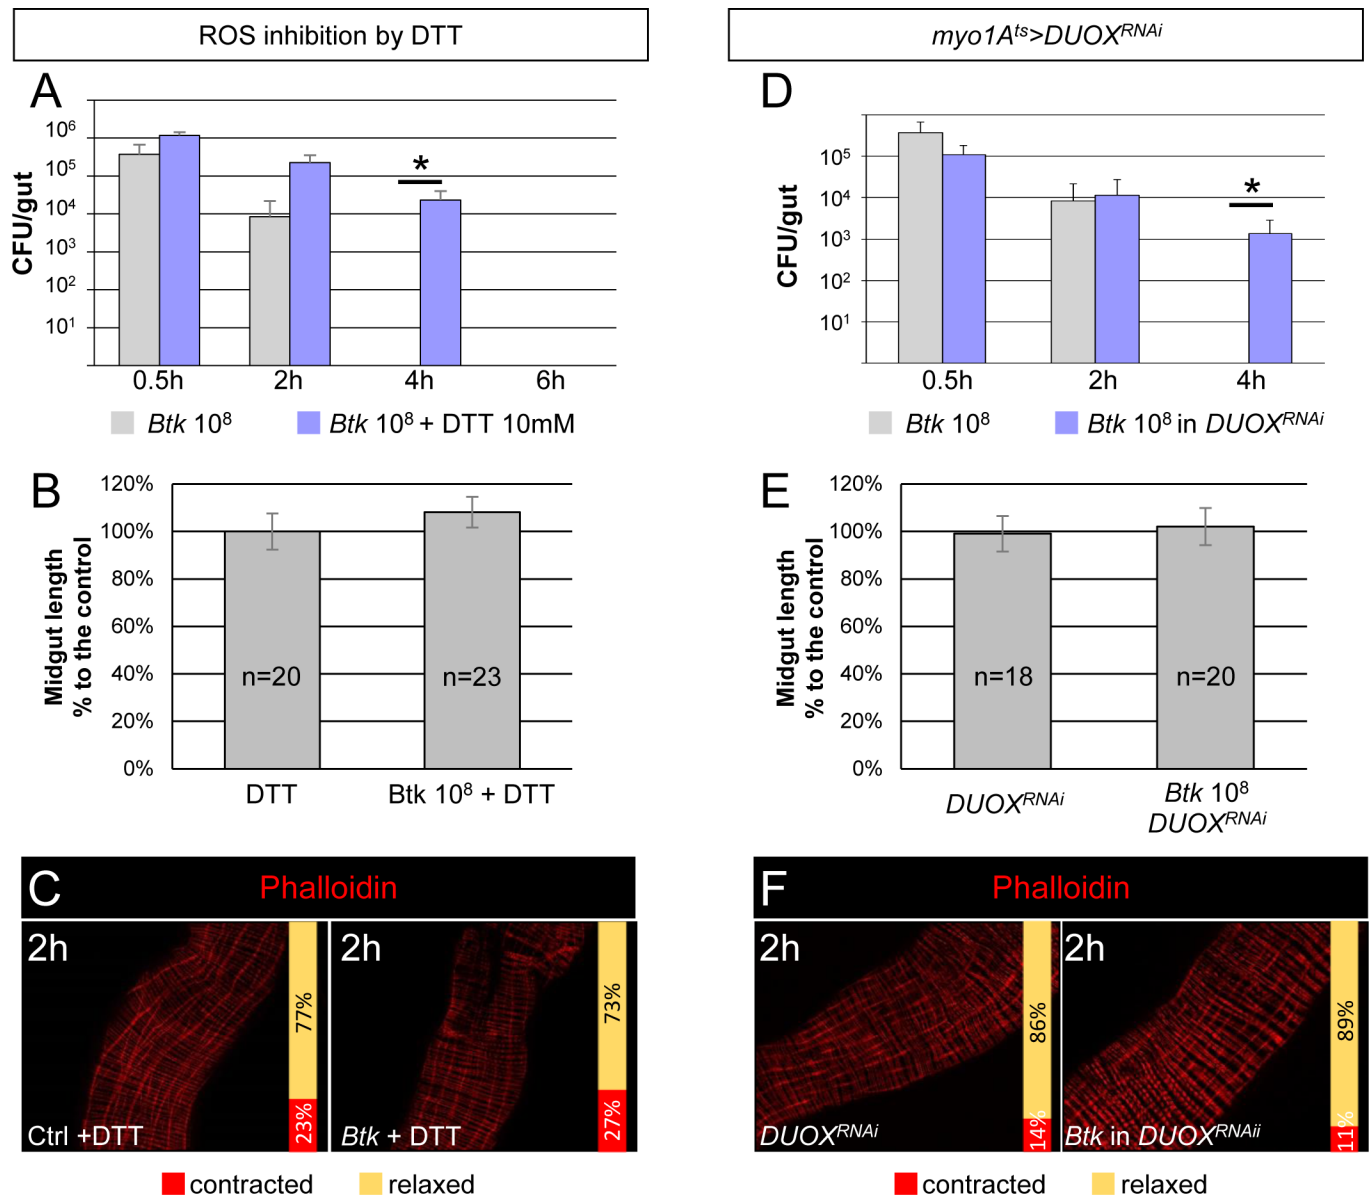 ROS inhibition by DTT
A
CFU/gut
10⁶
10⁵
10⁴
10³
10²
10¹
*
0.5h 2h 4h 6h
Btk 10⁸ Btk 10⁸ + DTT 10mM
B
Midgut length
% to the control
120%
100%
80%
60%
40%
20%
0%
n=20 n=23
DTT Btk 10⁸ + DTT
C
Phalloidin
2h 2h
77% 73%
23% 27%
Ctrl +DTT Btk + DTT
contracted relaxed
myo1Aᵗˢ>DUOXᴿᴺᴬⁱ
D
CFU/gut
10⁵
10⁴
10³
10²
10¹
*
0.5h 2h 4h
Btk 10⁸ Btk 10⁸ in DUOXᴿᴺᴬⁱ
E
Midgut length
% to the control
120%
100%
80%
60%
40%
20%
0%
n=18 n=20
DUOXᴿᴺᴬⁱ Btk 10⁸
DUOXᴿᴺᴬⁱ
F
Phalloidin
2h 2h
86% 89%
14% 11%
DUOXᴿᴺᴬⁱ Btk in DUOXᴿᴺᴬⁱⁱ
contracted relaxed